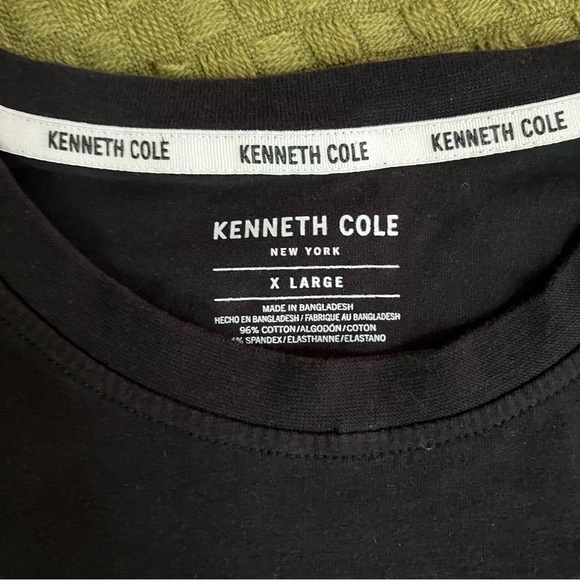 KENNETH COLE KENNETH COLE KENNETH COLE
KENNETH COLE
NEW YORK
X LARGE
MADE IN BANGLADESH
HECHO EN BANGLADESH/FABRIQUE AU BANGLADESH
96% COTTON/ALGODÓN/COTON
% SPANDEX/ÉLASTHANNE/ELASTANO